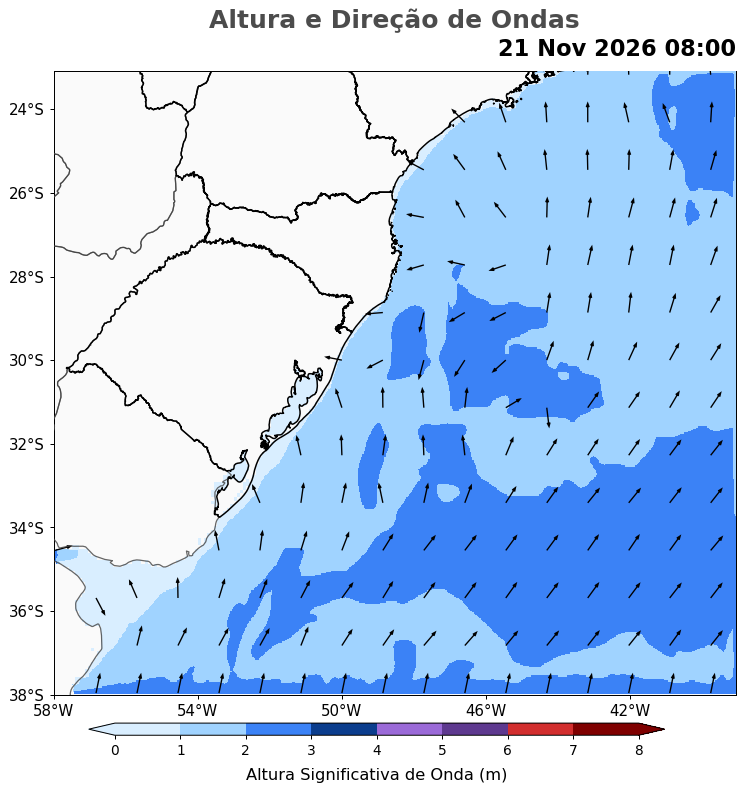 Altura e Direção de Ondas
21 Nov 2026 08:00
24°S
26°S
28°S
30°S
32°S
34°S
36°S
38°S
58°W 54°W 50°W 46°W 42°W
0 1 2 3 4 5 6 7 8
Altura Significativa de Onda (m)